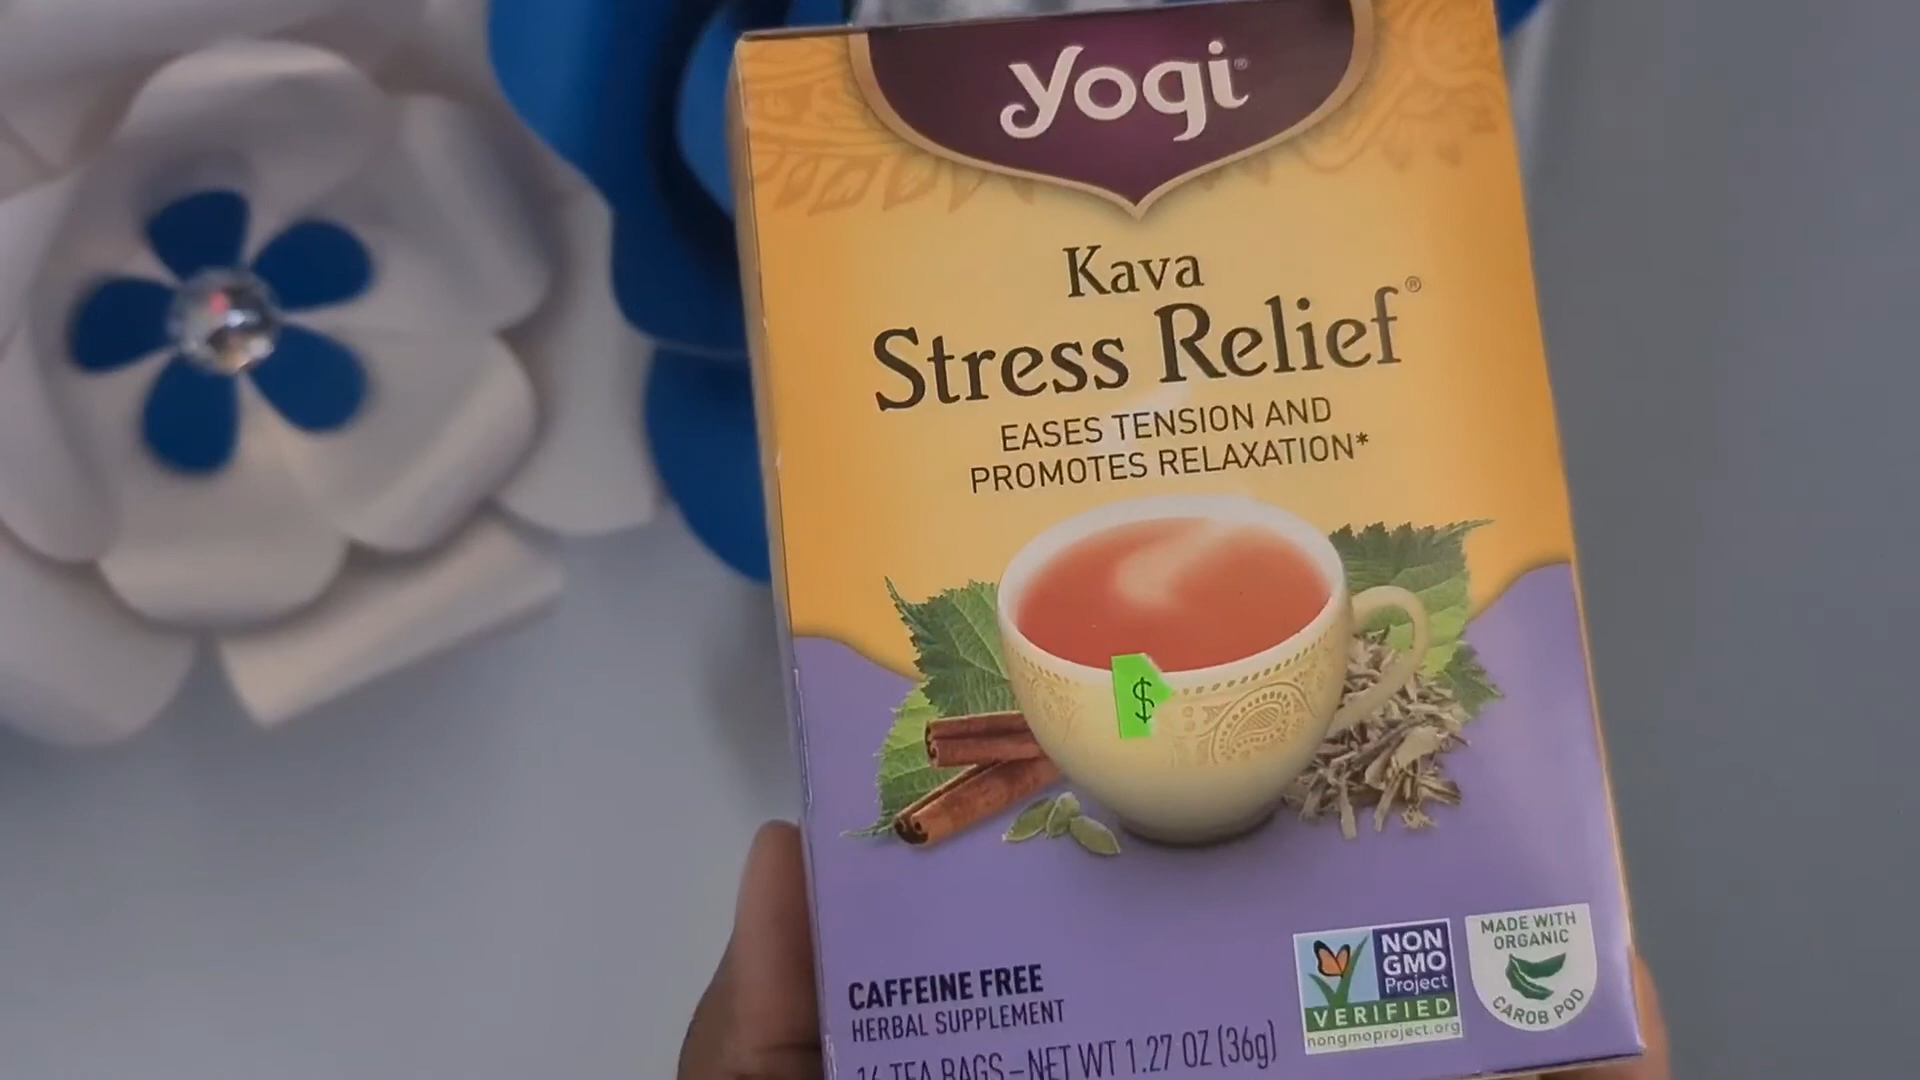 yogi®
Kava
Stress Relief®
EASES TENSION AND
PROMOTES RELAXATION*
$
CAFFEINE FREE
HERBAL SUPPLEMENT
16 TEA BAGS – NET WT 1.27 OZ (36g)
NON
GMO
Project
VERIFIED
nongmoproject.org
MADE WITH
ORGANIC
CAROB POD